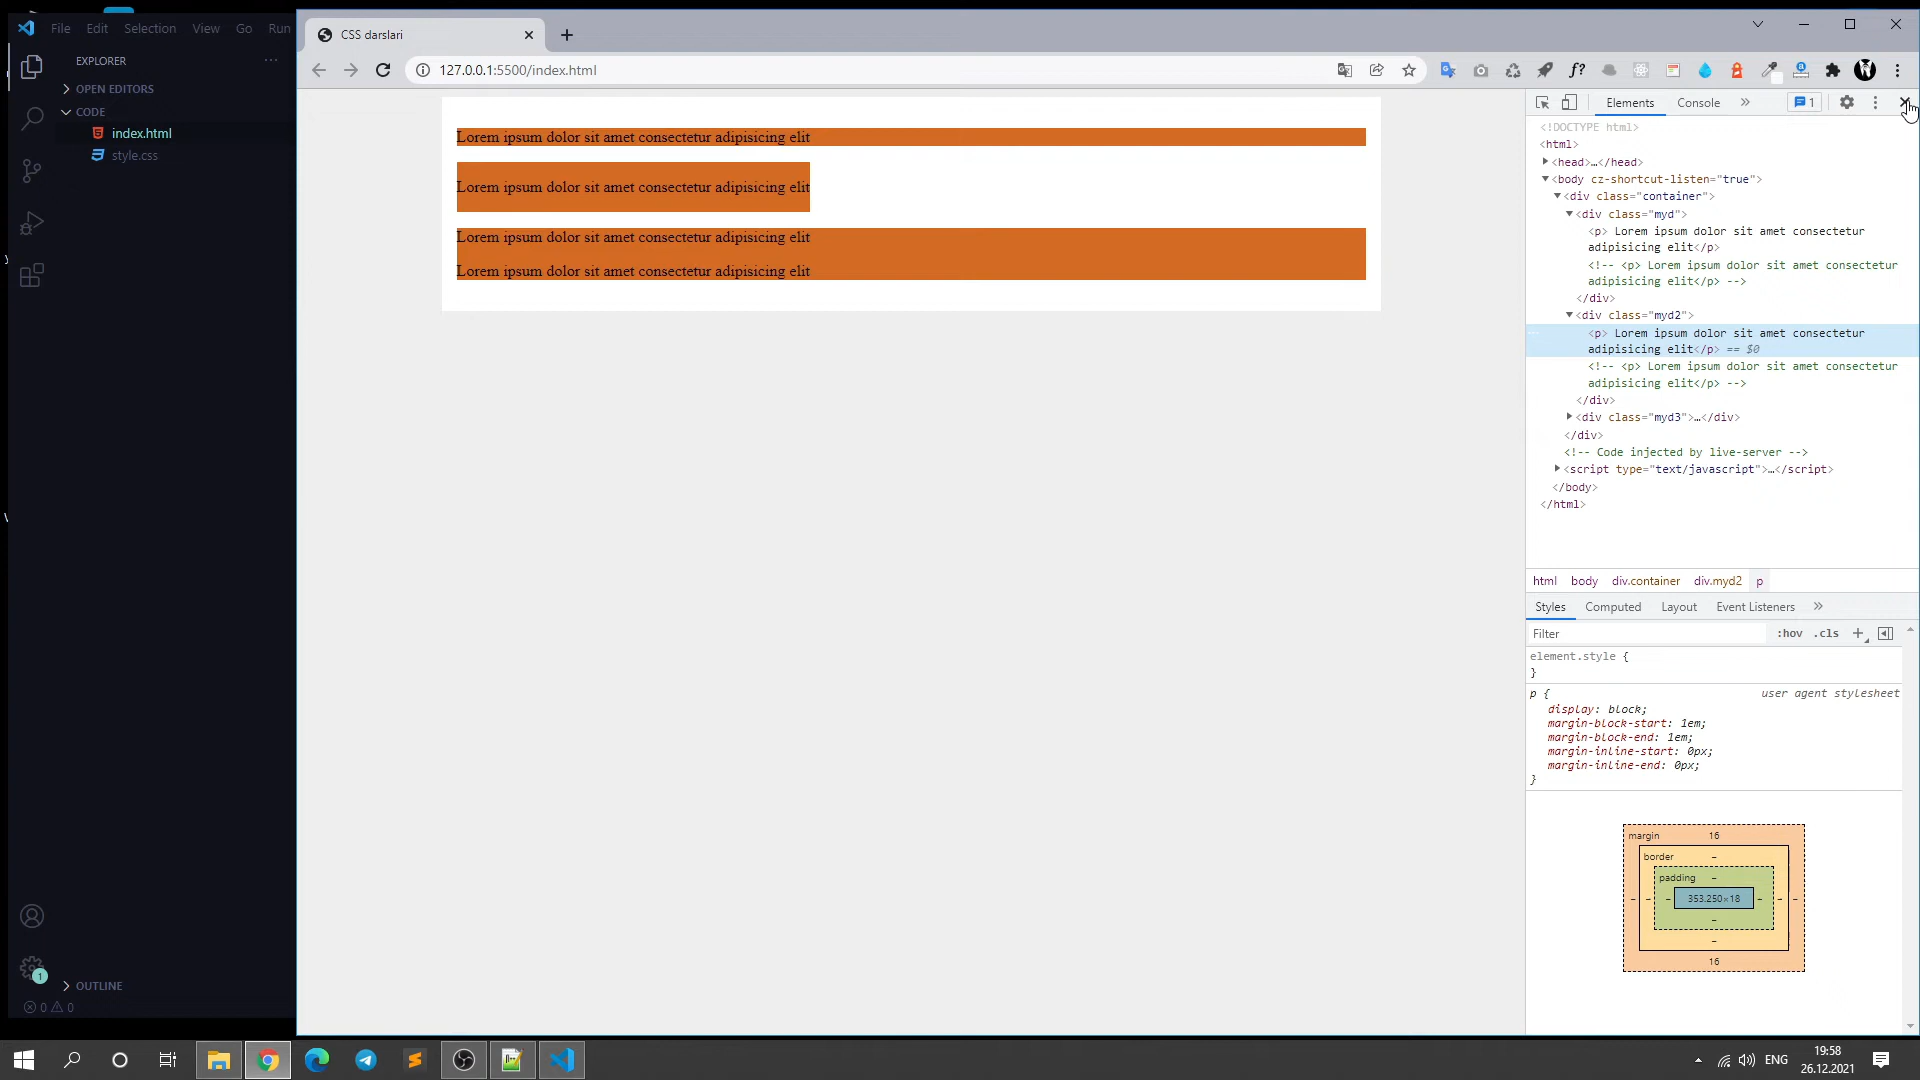 File Edit Selection View Go Run
EXPLORER
OPEN EDITORS
CODE
index.html
style.css
OUTLINE
1
0 0
CSS darslari
127.0.0.1:5500/index.html
Lorem ipsum dolor sit amet consectetur adipisicing elit
Lorem ipsum dolor sit amet consectetur adipisicing elit
Lorem ipsum dolor sit amet consectetur adipisicing elit
Lorem ipsum dolor sit amet consectetur adipisicing elit
Elements Console » 1
<!DOCTYPE html>
<html>
<head>…</head>
<body cz-shortcut-listen="true">
<div class="container">
<div class="myd">
<p> Lorem ipsum dolor sit amet consectetur
adipisicing elit</p>
<!-- <p> Lorem ipsum dolor sit amet consectetur
adipisicing elit</p> -->
</div>
<div class="myd2">
<p> Lorem ipsum dolor sit amet consectetur
adipisicing elit</p> == $0
<!-- <p> Lorem ipsum dolor sit amet consectetur
adipisicing elit</p> -->
</div>
<div class="myd3">…</div>
</div>
<!-- Code injected by live-server -->
<script type="text/javascript">…</script>
</body>
</html>
html body div.container div.myd2 p
Styles Computed Layout Event Listeners »
Filter :hov .cls +
element.style {
}
p { user agent stylesheet
display: block;
margin-block-start: 1em;
margin-block-end: 1em;
margin-inline-start: 0px;
margin-inline-end: 0px;
}
margin 16
border –
padding –
– – – 353.250×18 – – –
–
–
16
ENG
19:58
26.12.2021